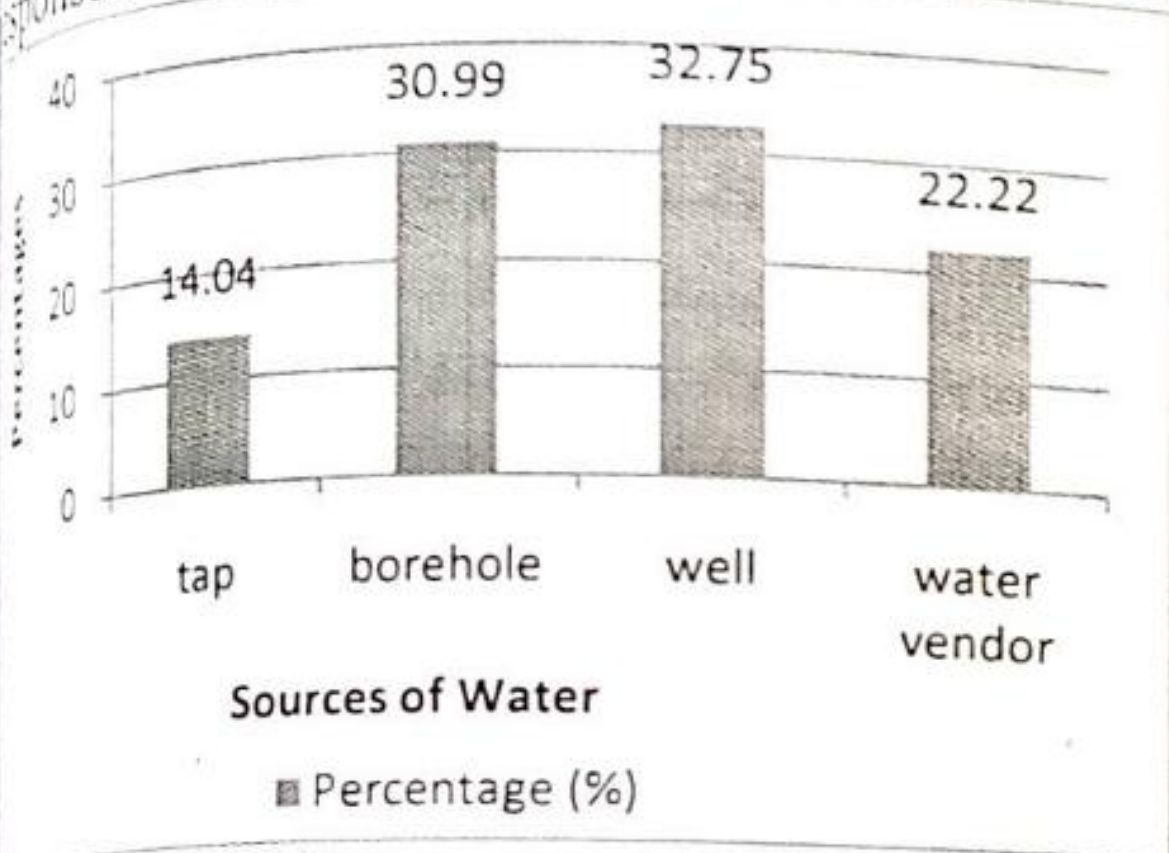 40
30.99
32.75
30
22.22
14.04
20
10
0
Percentages
tap
borehole
well
water
vendor
Sources of Water
Percentage (%)